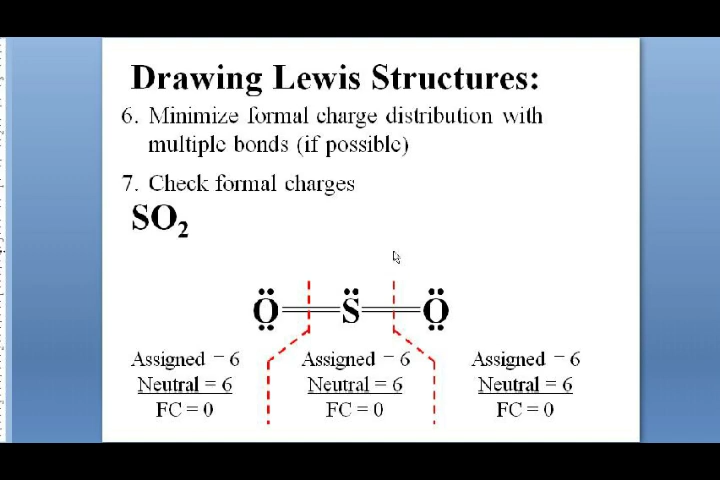 Drawing Lewis Structures:
6. Minimize formal charge distribution with
multiple bonds (if possible)
7. Check formal charges
SO₂
O S O
Assigned = 6 Assigned = 6 Assigned = 6
Neutral = 6 Neutral = 6 Neutral = 6
FC = 0 FC = 0 FC = 0